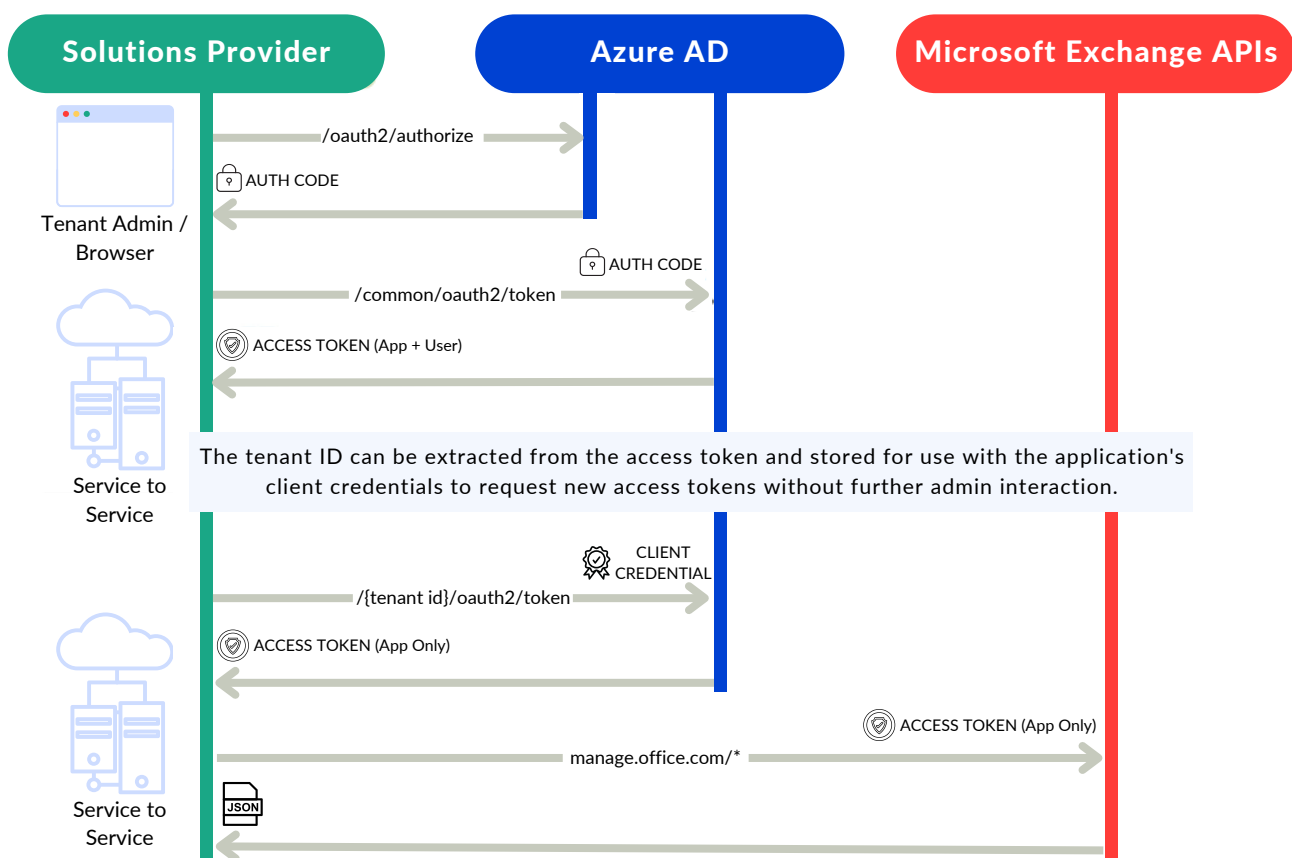 Solutions Provider
Azure AD
Microsoft Exchange APIs
/oauth2/authorize
AUTH CODE
Tenant Admin /
Browser
AUTH CODE
/common/oauth2/token
ACCESS TOKEN (App + User)
The tenant ID can be extracted from the access token and stored for use with the application's
client credentials to request new access tokens without further admin interaction.
Service to
Service
CLIENT
CREDENTIAL
/{tenant id}/oauth2/token
ACCESS TOKEN (App Only)
ACCESS TOKEN (App Only)
manage.office.com/*
JSON
Service to
Service